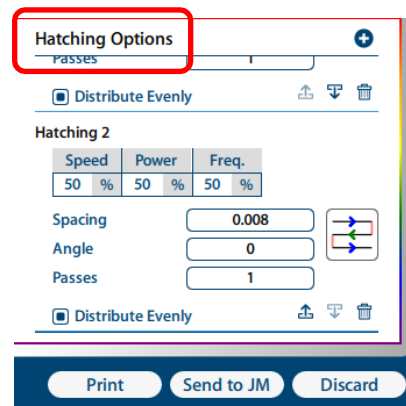 Hatching Options
Passes 1
Distribute Evenly
Hatching 2
Speed Power Freq.
50 % 50 % 50 %
Spacing 0.008
Angle 0
Passes 1
Distribute Evenly
Print Send to JM Discard